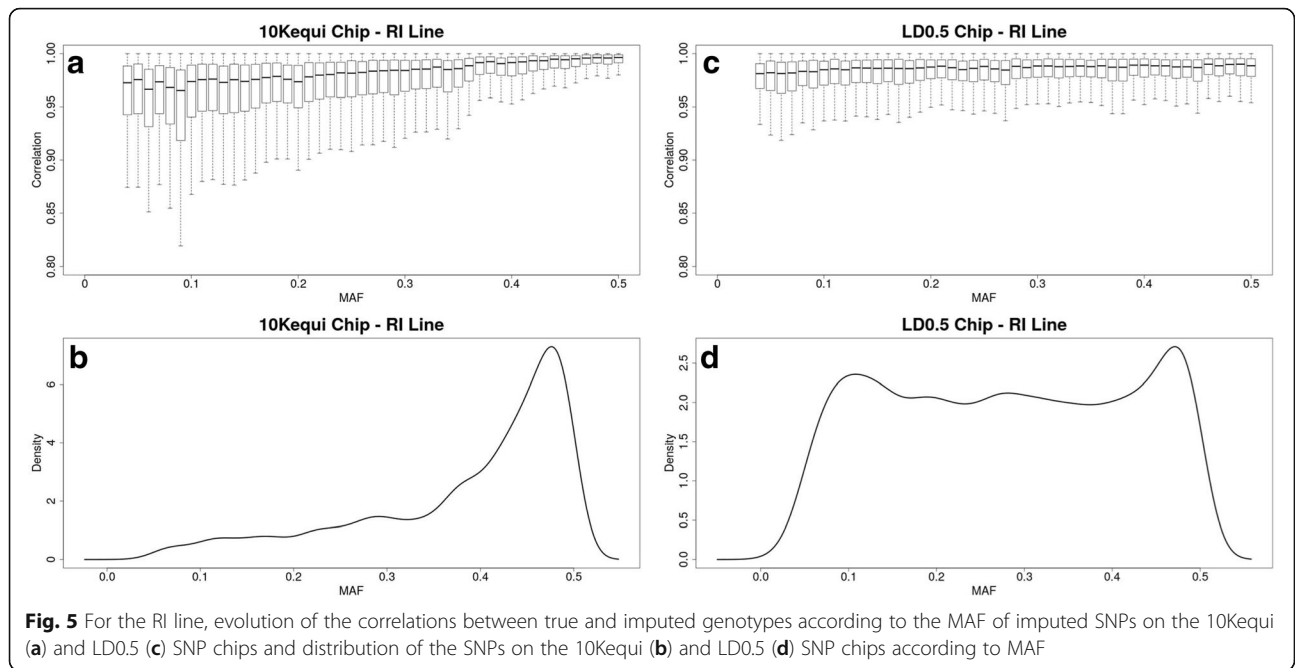 10Kequi Chip - RI Line
a
Correlation
1.00
0.95
0.90
0.85
0.80
0
0.1
0.2
0.3
0.4
0.5
MAF
LD0.5 Chip - RI Line
c
Correlation
1.00
0.95
0.90
0.85
0.80
0
0.1
0.2
0.3
0.4
0.5
MAF
10Kequi Chip - RI Line
b
Density
6
4
2
0
0.0
0.1
0.2
0.3
0.4
0.5
MAF
LD0.5 Chip - RI Line
d
Density
2.5
2.0
1.5
1.0
0.5
0.0
0.0
0.1
0.2
0.3
0.4
0.5
MAF
Fig. 5 For the RI line, evolution of the correlations between true and imputed genotypes according to the MAF of imputed SNPs on the 10Kequi
(a) and LD0.5 (c) SNP chips and distribution of the SNPs on the 10Kequi (b) and LD0.5 (d) SNP chips according to MAF